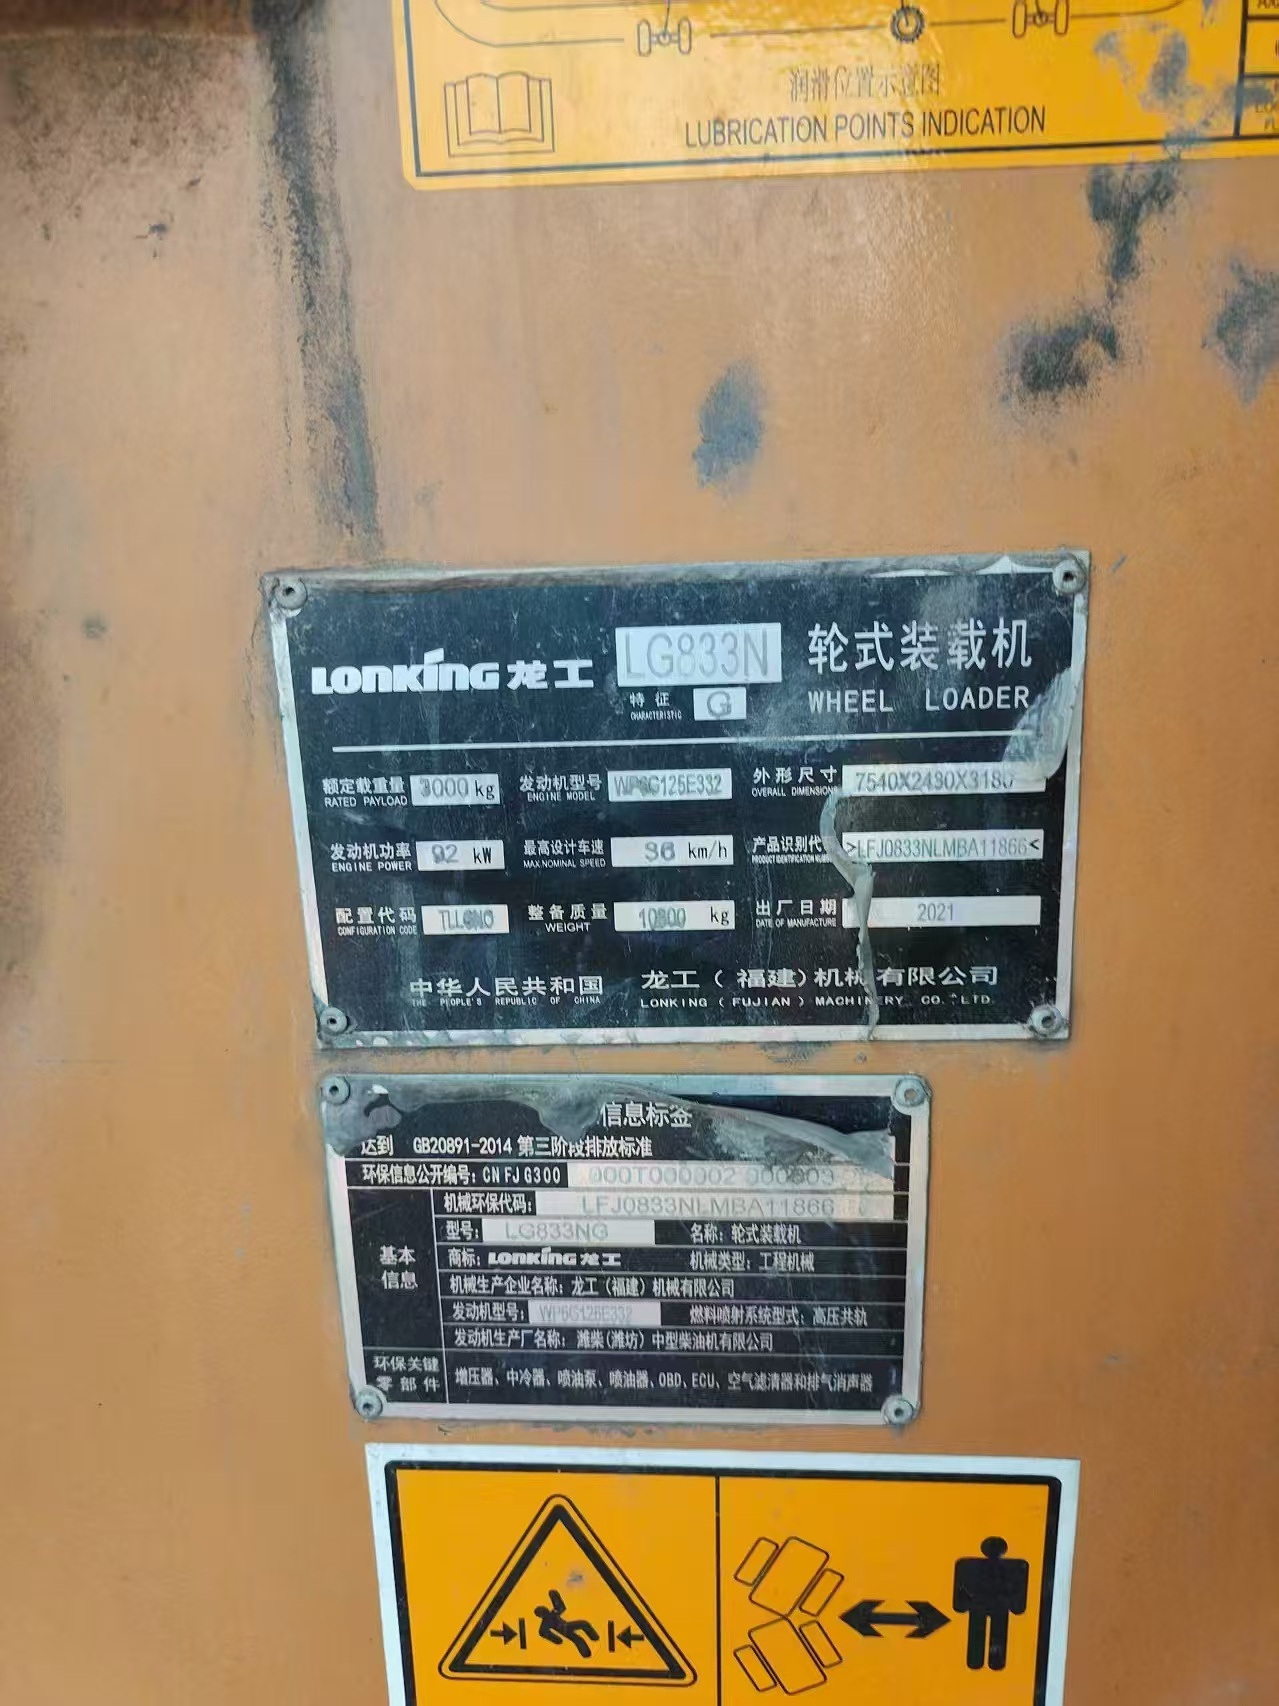 润滑位置示意图
LUBRICATION POINTS INDICATION
LONKING 龙工 LG833N 轮式装载机
特征 CHARACTERISTIC G WHEEL LOADER
额定载重量 RATED PAYLOAD 3000 kg 发动机型号 ENGINE MODEL WP6G125E332 外形尺寸 OVERALL DIMENSIONS 7540X2430X3180
发动机功率 ENGINE POWER 92 kW 最高设计车速 MAX.NOMINAL SPEED 36 km/h 产品识别代 PRODUCT IDENTIFICATION >LFJ0833NLMBA11866<
配置代码 CONFIGURATION CODE 整备质量 WEIGHT kg 出厂日期 DATE OF MANUFACTURE 2021
中华人民共和国 龙工(福建)机械有限公司
THE PEOPLE'S REPUBLIC OF CHINA LONKING (FUJIAN) MACHINERY CO. LTD.
信息标签
达到 GB20891-2014 第三阶段排放标准
环保信息公开编号: CN FJ G300
机械环保代码: LFJ0833NLMBA11866
型号: LG833NG 名称: 轮式装载机
基本信息
商标: LONKING 龙工 机械类型: 工程机械
机械生产企业名称: 龙工(福建)机械有限公司
发动机型号: WP6G125E332 燃料喷射系统型式: 高压共轨
发动机生产厂名称: 潍柴(潍坊)中型柴油机有限公司
环保关键零部件 增压器、中冷器、喷油泵、喷油器、OBD、ECU、空气滤清器和排气消声器